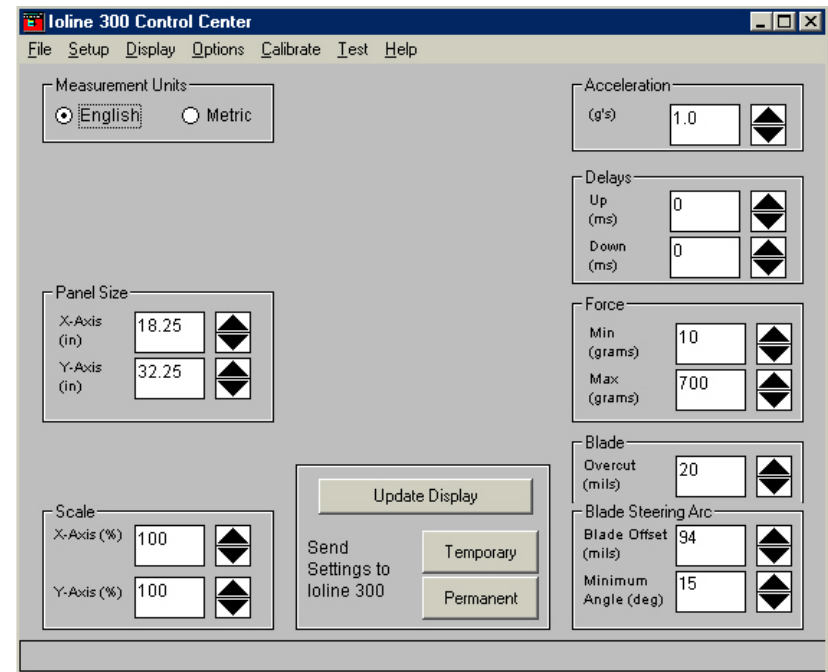 Ioline 300 Control Center
File Setup Display Options Calibrate Test Help
Measurement Units
English Metric
Panel Size
X-Axis
(in)
18.25
Y-Axis
(in)
32.25
Scale
X-Axis (%) 100
Y-Axis (%) 100
Update Display
Send
Settings to
Ioline 300
Temporary
Permanent
Acceleration
(g's) 1.0
Delays
Up
(ms)
0
Down
(ms)
0
Force
Min
(grams)
10
Max
(grams)
700
Blade
Overcut
(mils)
20
Blade Steering Arc
Blade Offset
(mils)
94
Minimum
Angle (deg)
15